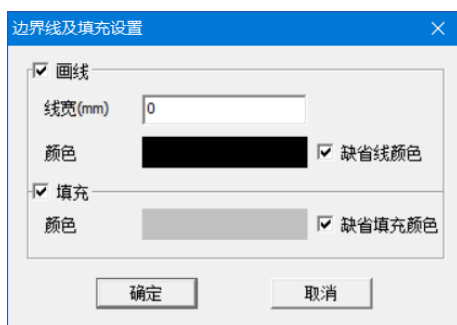 边界线及填充设置
画线
线宽(mm) 0
颜色 缺省线颜色
填充
颜色 缺省填充颜色
确定 取消